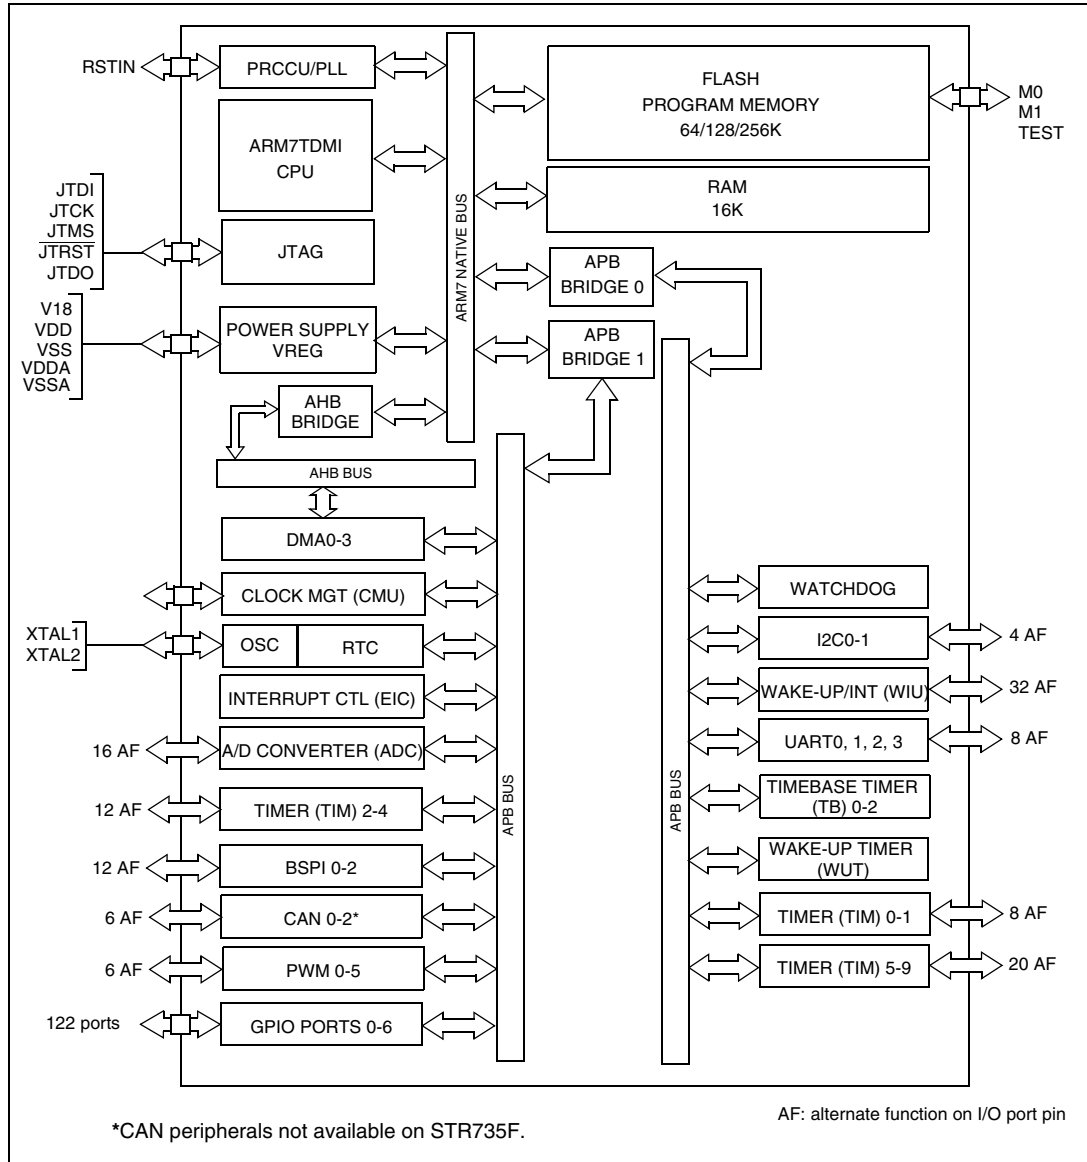 RSTIN
PRCCU/PLL
FLASH
PROGRAM MEMORY
64/128/256K
M0
M1
TEST
ARM7TDMI
CPU
RAM
16K
JTDI
JTCK
JTMS
JTRST
JTDO
JTAG
ARM7 NATIVE BUS
APB
BRIDGE 0
V18
VDD
VSS
VDDA
VSSA
POWER SUPPLY
VREG
APB
BRIDGE 1
AHB
BRIDGE
AHB BUS
DMA0-3
CLOCK MGT (CMU)
XTAL1
XTAL2
OSC
RTC
INTERRUPT CTL (EIC)
16 AF
A/D CONVERTER (ADC)
12 AF
TIMER (TIM) 2-4
12 AF
BSPI 0-2
6 AF
CAN 0-2*
6 AF
PWM 0-5
122 ports
GPIO PORTS 0-6
APB BUS
APB BUS
WATCHDOG
I2C0-1
4 AF
WAKE-UP/INT (WIU)
32 AF
UART0, 1, 2, 3
8 AF
TIMEBASE TIMER
(TB) 0-2
WAKE-UP TIMER
(WUT)
TIMER (TIM) 0-1
8 AF
TIMER (TIM) 5-9
20 AF
*CAN peripherals not available on STR735F.
AF: alternate function on I/O port pin